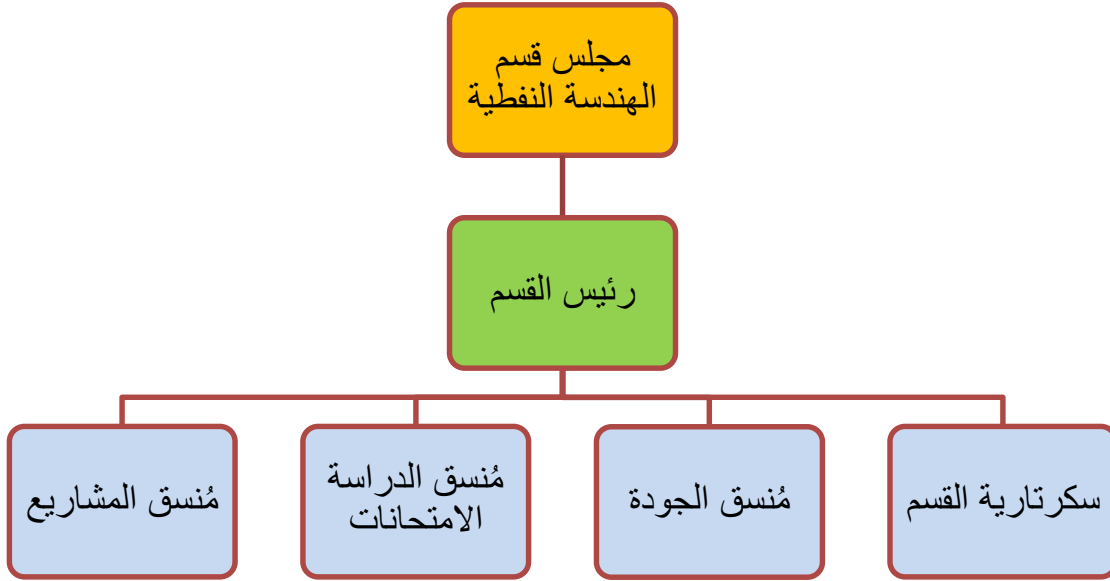 مجلس قسم
الهندسة النفطية
رئيس القسم
سكرتارية القسم
مُنسق الجودة
مُنسق الدراسة
الامتحانات
مُنسق المشاريع